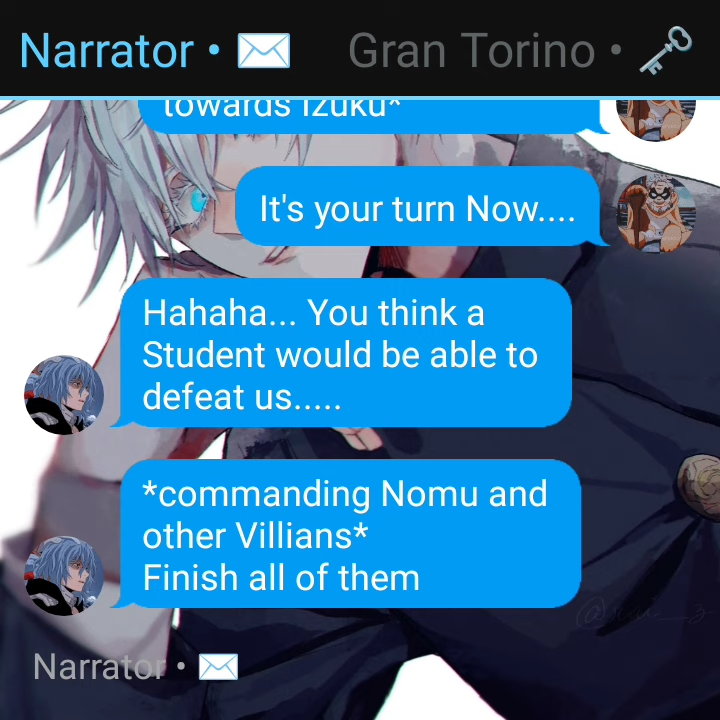 Narrator • ✉ Gran Torino • 🗝
towards Izuku*
It's your turn Now....
Hahaha... You think a
Student would be able to
defeat us.....
*commanding Nomu and
other Villians*
Finish all of them
Narrator • ✉